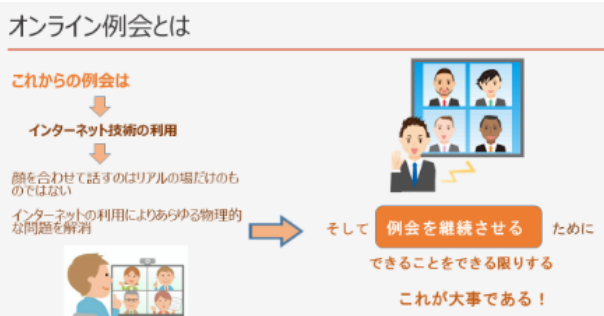 オンライン例会とは
これからの例会は
インターネット技術の利用
顔を合わせて話すのはリアルの場だけのも
のではない
インターネットの利用によりあらゆる物理的
な問題を解消
そして 例会を継続させる ために
できることをできる限りする
これが大事である！